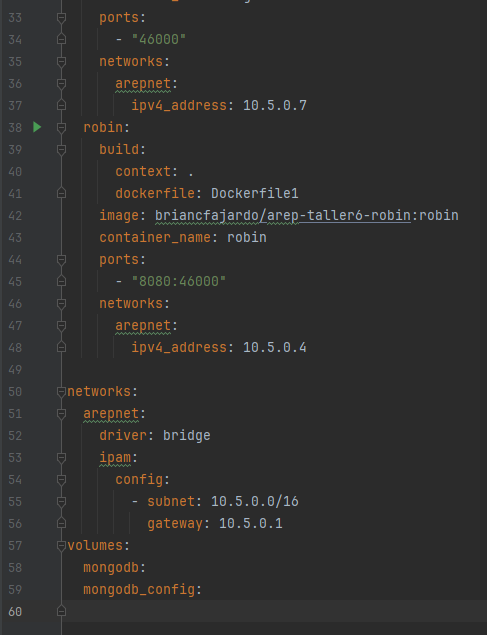 33 ports:
34 - "46000"
35 networks:
36 arepnet:
37 ipv4_address: 10.5.0.7
38 robin:
39 build:
40 context: .
41 dockerfile: Dockerfile1
42 image: briancfajardo/arep-taller6-robin:robin
43 container_name: robin
44 ports:
45 - "8080:46000"
46 networks:
47 arepnet:
48 ipv4_address: 10.5.0.4
49
50 networks:
51 arepnet:
52 driver: bridge
53 ipam:
54 config:
55 - subnet: 10.5.0.0/16
56 gateway: 10.5.0.1
57 volumes:
58 mongodb:
59 mongodb_config:
60